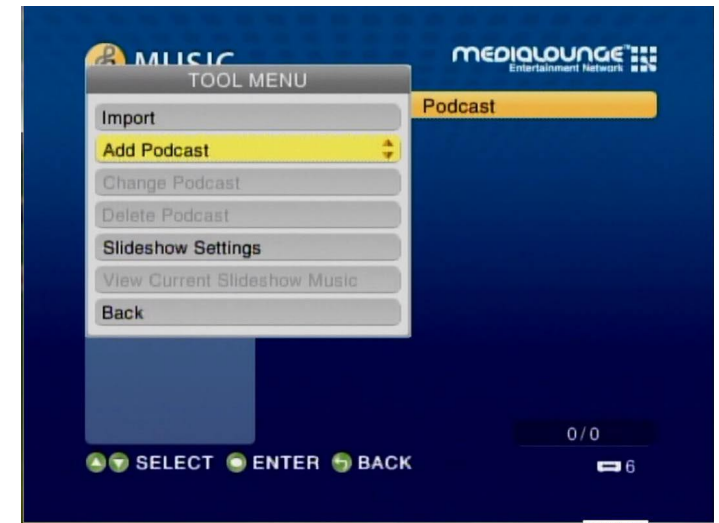 MUSIC
MEDIALOUNGE™
Entertainment Network
TOOL MENU
Podcast
Import
Add Podcast
Change Podcast
Delete Podcast
Slideshow Settings
View Current Slideshow Music
Back
0/0
SELECT ENTER BACK
6